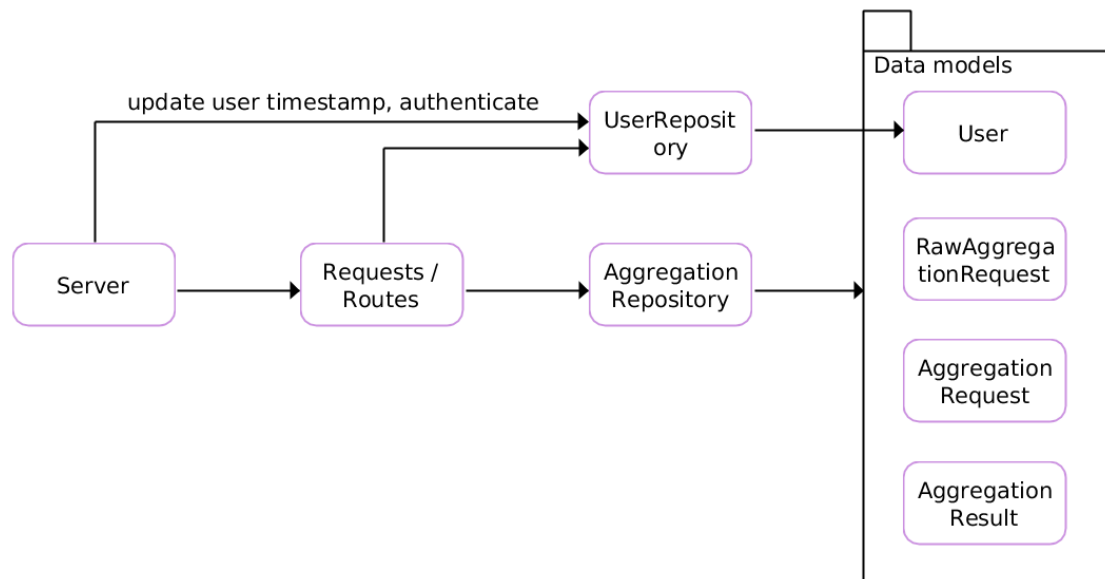 Data models
update user timestamp, authenticate
UserReposit
ory
User
Server
Requests /
Routes
Aggregation
Repository
RawAggrega
tionRequest
Aggregation
Request
Aggregation
Result